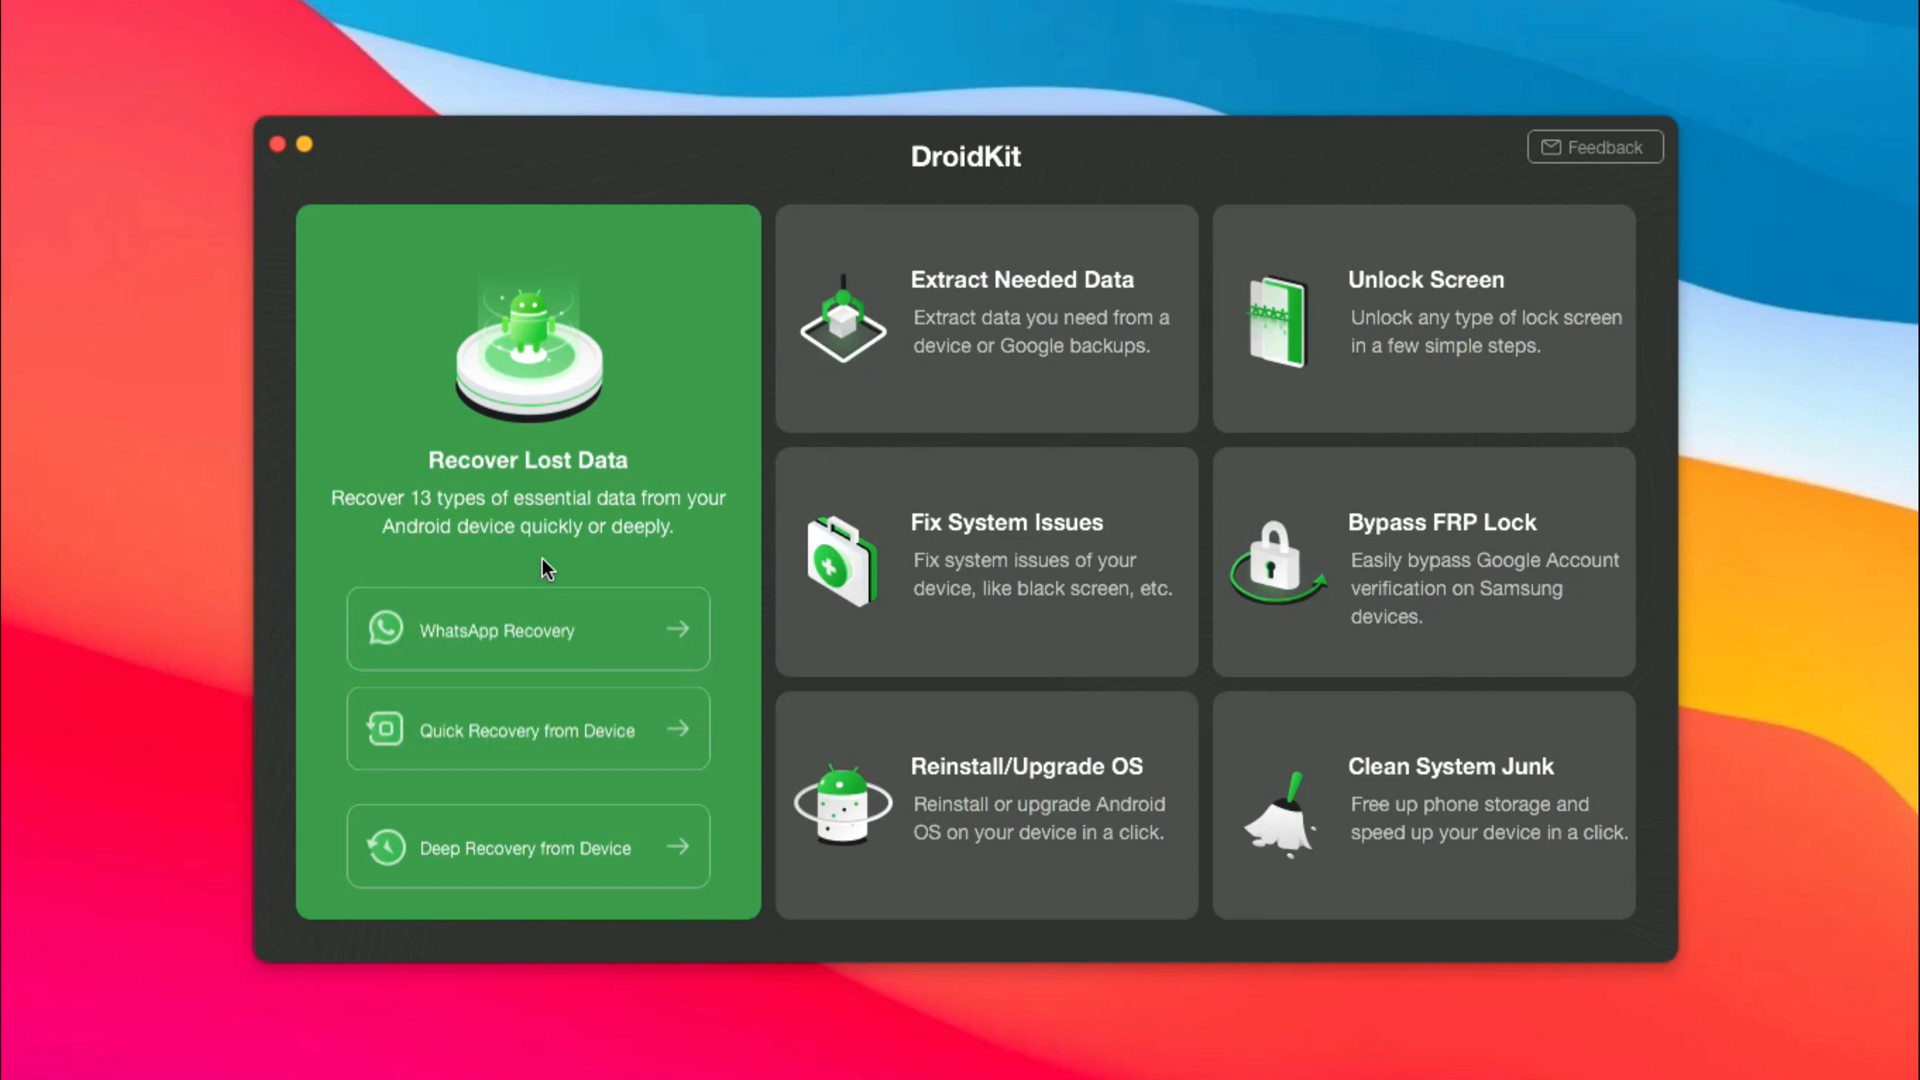 DroidKit
Feedback
Recover Lost Data
Recover 13 types of essential data from your
Android device quickly or deeply.
WhatsApp Recovery
Quick Recovery from Device
Deep Recovery from Device
Extract Needed Data
Extract data you need from a
device or Google backups.
Unlock Screen
Unlock any type of lock screen
in a few simple steps.
Fix System Issues
Fix system issues of your
device, like black screen, etc.
Bypass FRP Lock
Easily bypass Google Account
verification on Samsung
devices.
Reinstall/Upgrade OS
Reinstall or upgrade Android
OS on your device in a click.
Clean System Junk
Free up phone storage and
speed up your device in a click.